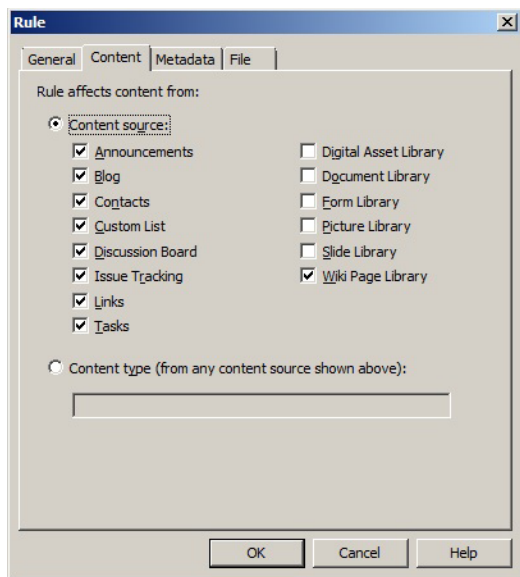 Rule
General Content Metadata File
Rule affects content from:
Content source:
Announcements
Blog
Contacts
Custom List
Discussion Board
Issue Tracking
Links
Tasks
Digital Asset Library
Document Library
Form Library
Picture Library
Slide Library
Wiki Page Library
Content type (from any content source shown above):
OK Cancel Help